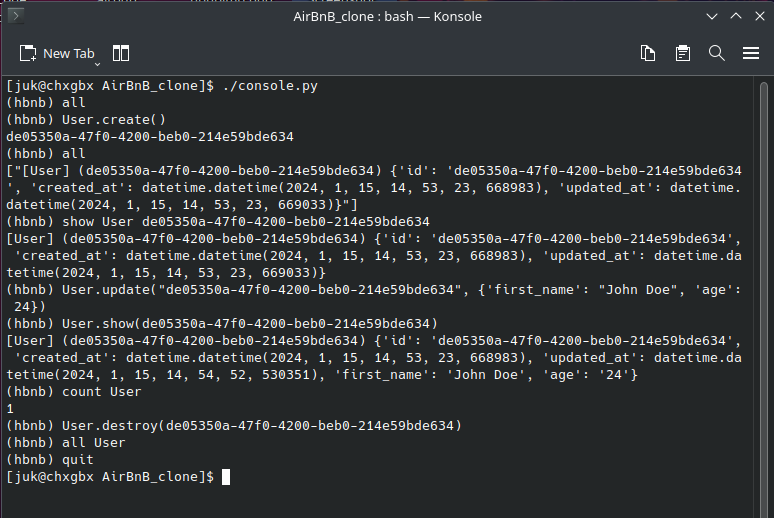 AirBnB_clone : bash — Konsole
New Tab
[juk@chxgbx AirBnB_clone]$ ./console.py
(hbnb) all
(hbnb) User.create()
de05350a-47f0-4200-beb0-214e59bde634
(hbnb) all
["[User] (de05350a-47f0-4200-beb0-214e59bde634) {'id': 'de05350a-47f0-4200-beb0-214e59bde634
', 'created_at': datetime.datetime(2024, 1, 15, 14, 53, 23, 668983), 'updated_at': datetime.
datetime(2024, 1, 15, 14, 53, 23, 669033)}"]
(hbnb) show User de05350a-47f0-4200-beb0-214e59bde634
[User] (de05350a-47f0-4200-beb0-214e59bde634) {'id': 'de05350a-47f0-4200-beb0-214e59bde634',
 'created_at': datetime.datetime(2024, 1, 15, 14, 53, 23, 668983), 'updated_at': datetime.da
tetime(2024, 1, 15, 14, 53, 23, 669033)}
(hbnb) User.update("de05350a-47f0-4200-beb0-214e59bde634", {'first_name': "John Doe", 'age':
 24})
(hbnb) User.show(de05350a-47f0-4200-beb0-214e59bde634)
[User] (de05350a-47f0-4200-beb0-214e59bde634) {'id': 'de05350a-47f0-4200-beb0-214e59bde634',
 'created_at': datetime.datetime(2024, 1, 15, 14, 53, 23, 668983), 'updated_at': datetime.da
tetime(2024, 1, 15, 14, 54, 52, 530351), 'first_name': 'John Doe', 'age': '24'}
(hbnb) count User
1
(hbnb) User.destroy(de05350a-47f0-4200-beb0-214e59bde634)
(hbnb) all User
(hbnb) quit
[juk@chxgbx AirBnB_clone]$